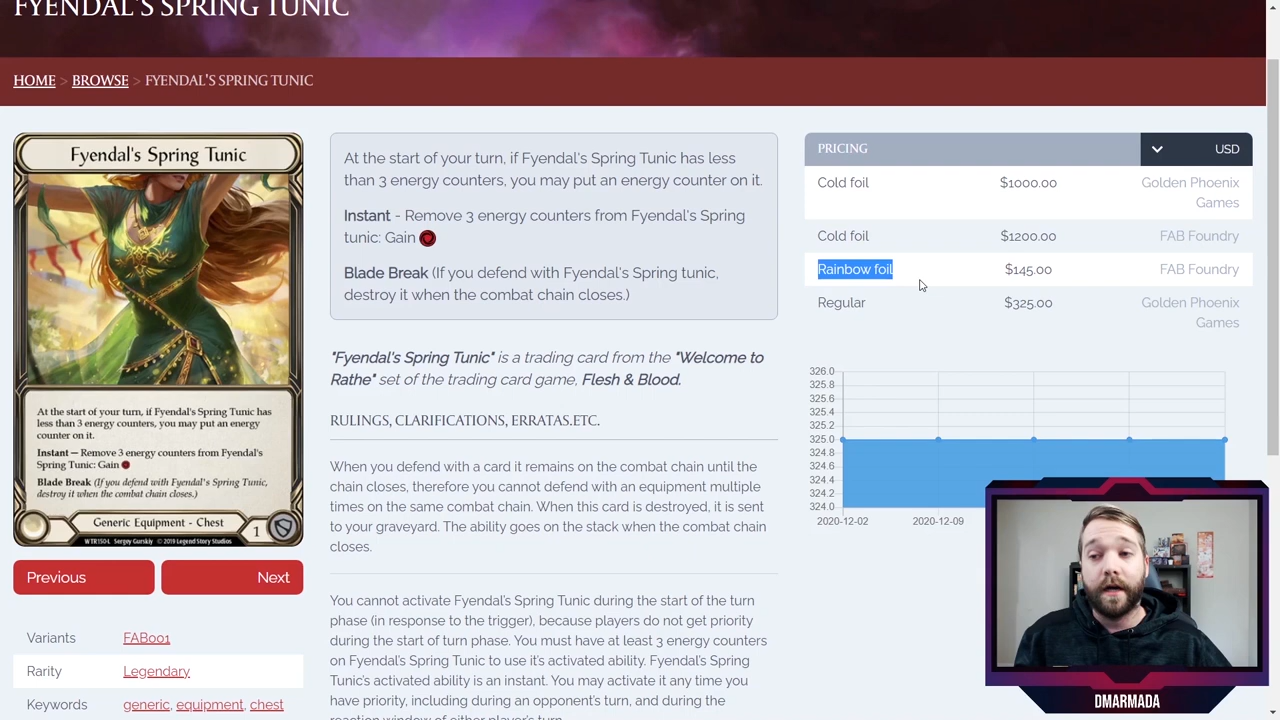 FYENDAL'S SPRING TUNIC
HOME > BROWSE > FYENDAL'S SPRING TUNIC
Fyendal's Spring Tunic
At the start of your turn, if Fyendal's Spring Tunic has
less than 3 energy counters, you may put an energy
counter on it.
Instant — Remove 3 energy counters from Fyendal's
Spring Tunic: Gain
Blade Break (If you defend with Fyendal's Spring Tunic,
destroy it when the combat chain closes.)
Generic Equipment - Chest
1
WTR150-L Sergey Gurskiy © 2019 Legend Story Studios
Previous
Next
Variants FAB001
Rarity Legendary
Keywords generic, equipment, chest
At the start of your turn, if Fyendal's Spring Tunic has less
than 3 energy counters, you may put an energy counter on it.
Instant - Remove 3 energy counters from Fyendal's Spring
tunic: Gain
Blade Break (If you defend with Fyendal's Spring tunic,
destroy it when the combat chain closes.)
"Fyendal's Spring Tunic" is a trading card from the "Welcome to
Rathe" set of the trading card game, Flesh & Blood.
RULINGS, CLARIFICATIONS, ERRATAS.ETC.
When you defend with a card it remains on the combat chain until the
chain closes, therefore you cannot defend with an equipment multiple
times on the same combat chain. When this card is destroyed, it is sent
to your graveyard. The ability goes on the stack when the combat chain
closes.
You cannot activate Fyendal's Spring Tunic during the start of the turn
phase (in response to the trigger), because players do not get priority
during the start of turn phase. You must have at least 3 energy counters
on Fyendal's Spring Tunic to use it's activated ability. Fyendal's Spring
Tunic's activated ability is an instant. You may activate it any time you
have priority, including during an opponent's turn, and during the
reaction window of either player's turn.
PRICING
USD
Cold foil $1000.00 Golden Phoenix
Games
Cold foil $1200.00 FAB Foundry
Rainbow foil $145.00 FAB Foundry
Regular $325.00 Golden Phoenix
Games
326.0
325.8
325.6
325.4
325.2
325.0
324.8
324.6
324.4
324.2
324.0
2020-12-02
2020-12-09
DMARMADA